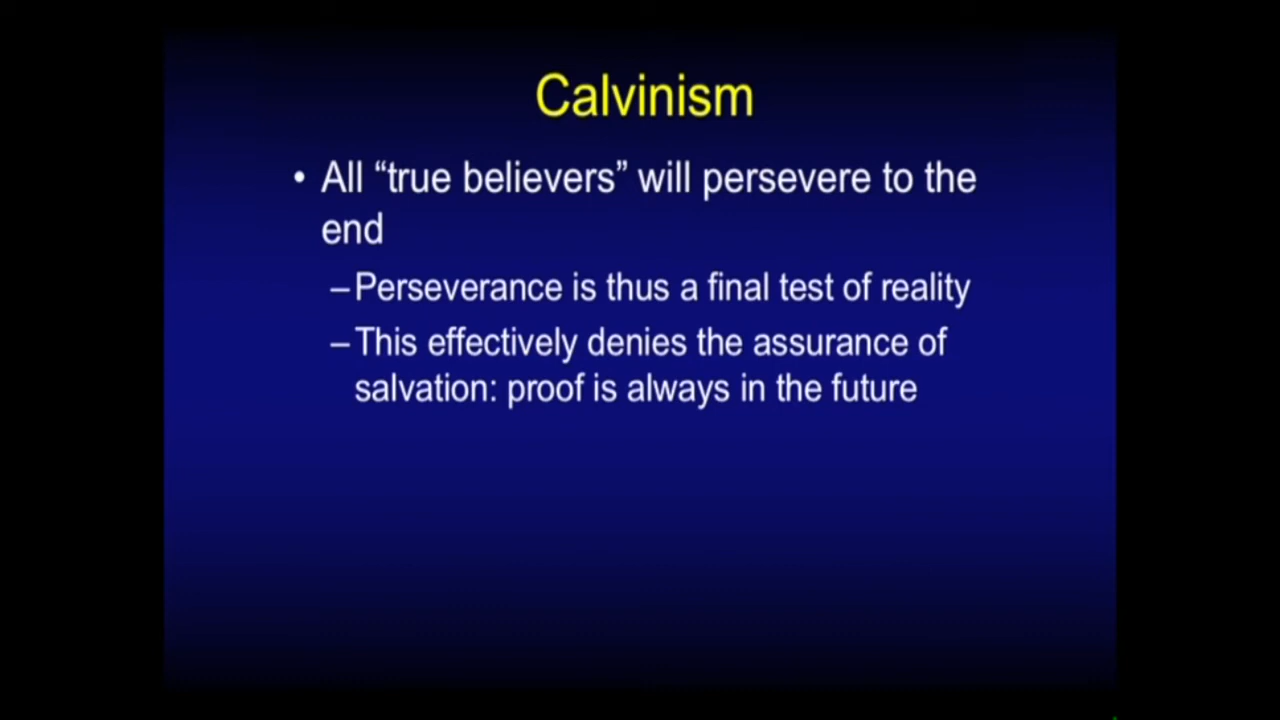 Calvinism
• All “true believers” will persevere to the
end
–Perseverance is thus a final test of reality
–This effectively denies the assurance of
salvation: proof is always in the future